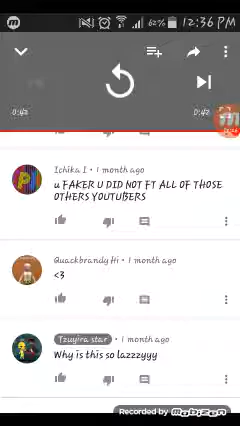 62% 12:36 PM
0:42 0:42
Ichika I • 1 month ago
u FAKER U DID NOT FT ALL OF THOSE
OTHERS YOUTUBERS
Quackbrandy Hi • 1 month ago
<3
Tzuyira star • 1 month ago
Why is this so lazzzyyy
Recorded by MOBIZEN